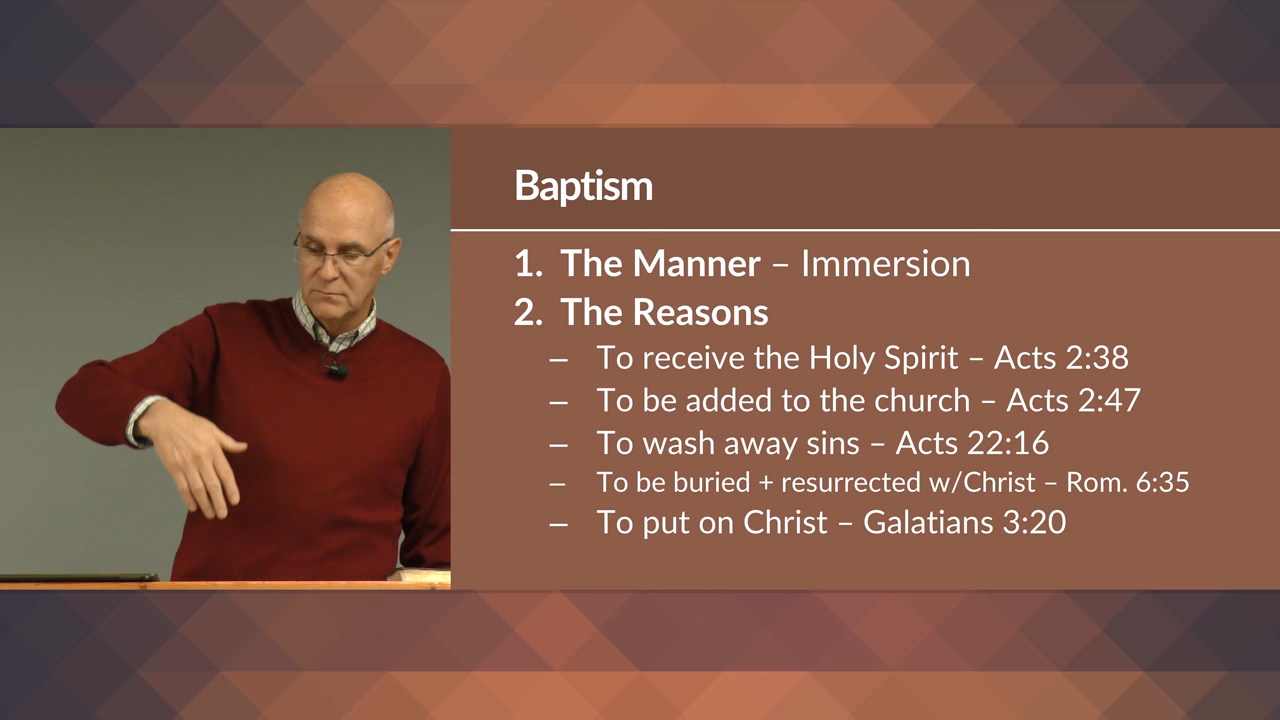 Baptism
1. The Manner – Immersion
2. The Reasons
– To receive the Holy Spirit – Acts 2:38
– To be added to the church – Acts 2:47
– To wash away sins – Acts 22:16
– To be buried + resurrected w/Christ – Rom. 6:35
– To put on Christ – Galatians 3:20